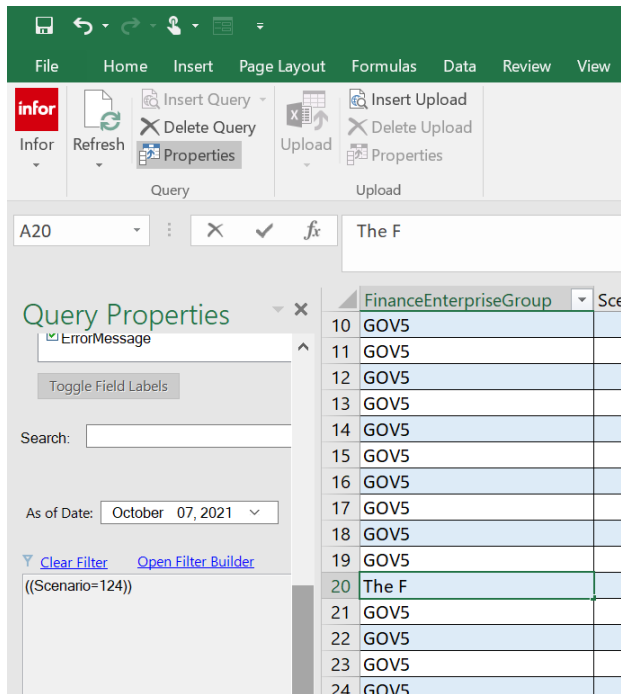 File Home Insert Page Layout Formulas Data Review View
infor
Infor
Refresh
Insert Query
Delete Query
Properties
Query
Upload
Insert Upload
Delete Upload
Properties
Upload
A20
fx
The F
Query Properties
ErrorMessage
Toggle Field Labels
Search:
As of Date: October 07, 2021
Clear Filter Open Filter Builder
((Scenario=124))
FinanceEnterpriseGroup Sce
10 GOV5
11 GOV5
12 GOV5
13 GOV5
14 GOV5
15 GOV5
16 GOV5
17 GOV5
18 GOV5
19 GOV5
20 The F
21 GOV5
22 GOV5
23 GOV5
24 GOV5